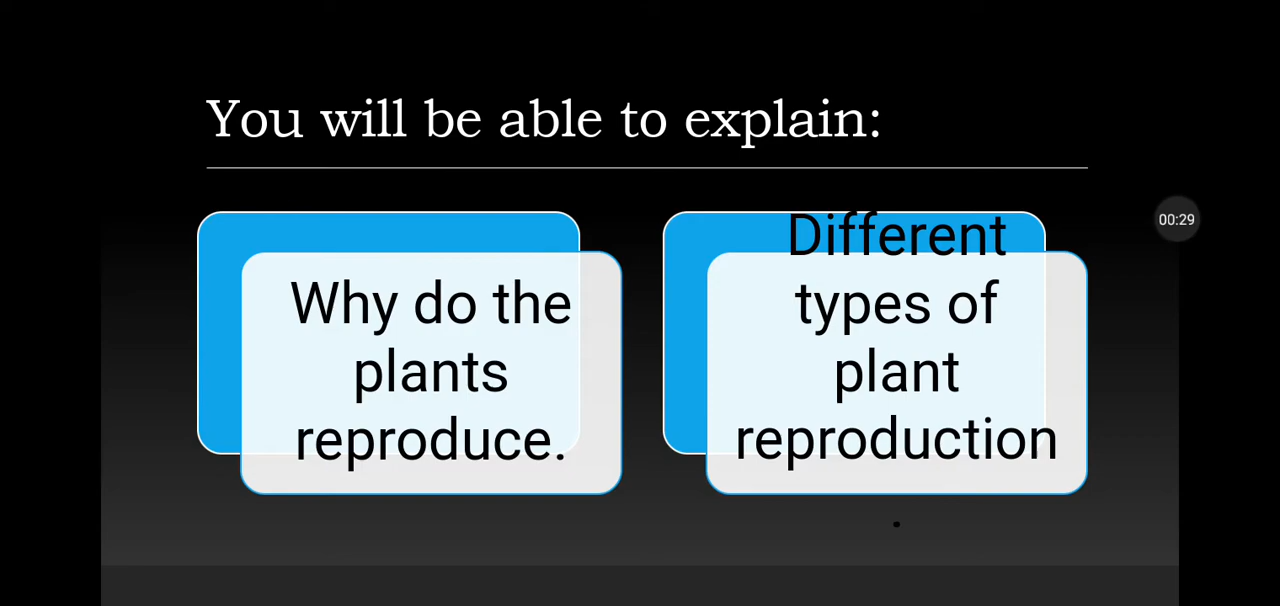 You will be able to explain:
Why do the
plants
reproduce.
Different
types of
plant
reproduction
.
00:29